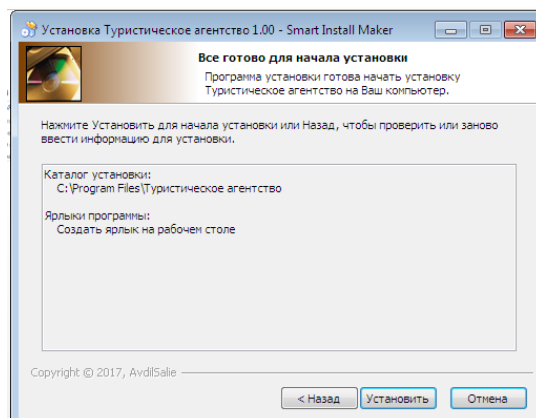 Установка Туристическое агентство 1.00 - Smart Install Maker
Все готово для начала установки
Программа установки готова начать установку
Туристическое агентство на Ваш компьютер.
Нажмите Установить для начала установки или Назад, чтобы проверить или заново
ввести информацию для установки.
Каталог установки:
C:\Program Files\Туристическое агентство
Ярлыки программы:
Создать ярлык на рабочем столе
Copyright © 2017, AvdilSalie
< Назад
Установить
Отмена